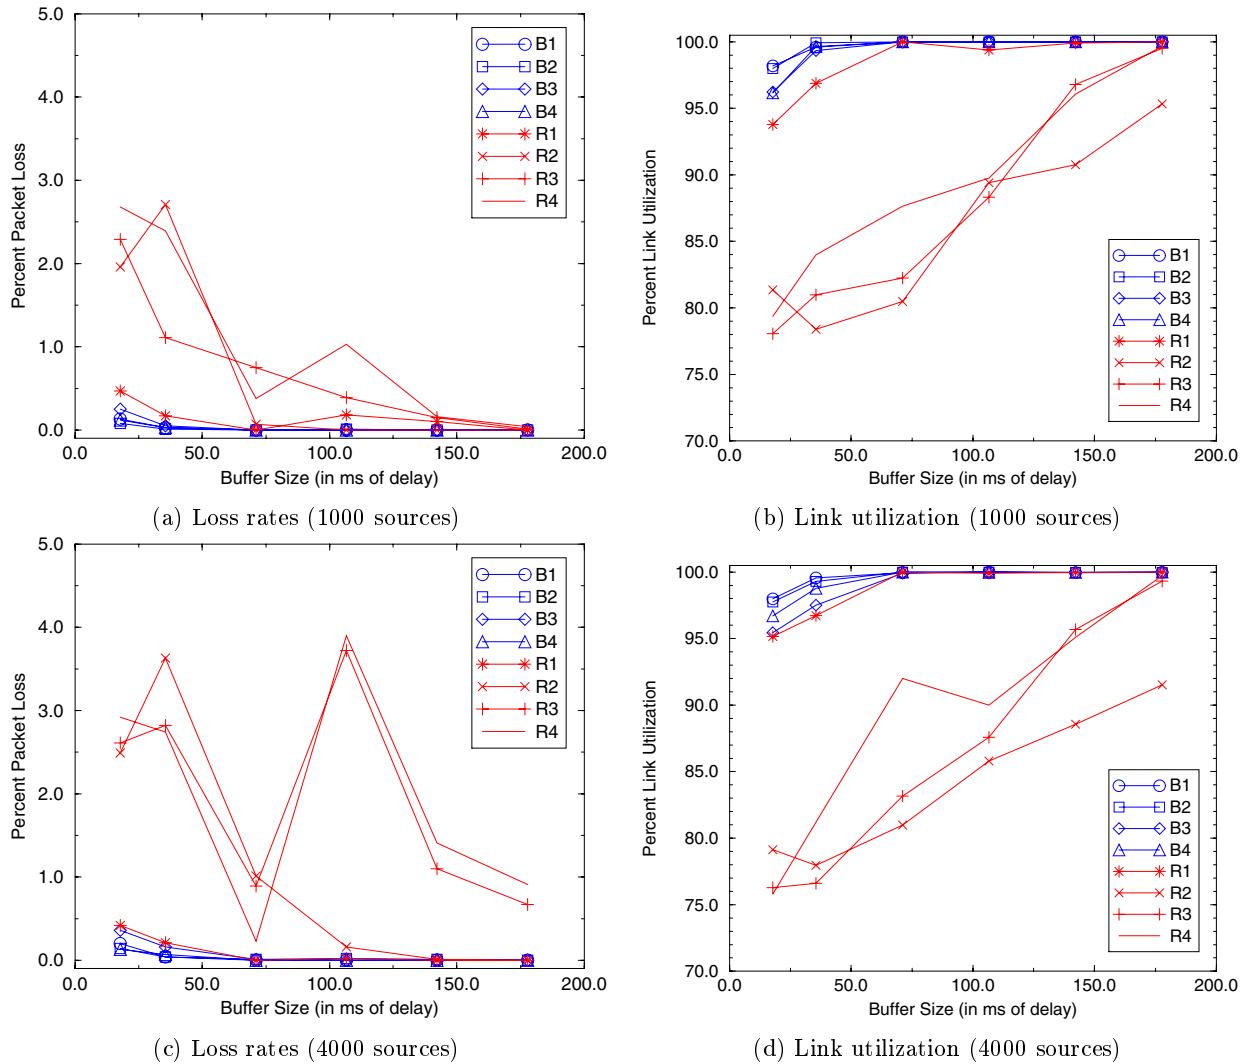 5.0
4.0
3.0
2.0
1.0
0.0
Percent Packet Loss
B1
B2
B3
B4
R1
R2
R3
R4
0.0 50.0 100.0 150.0 200.0
Buffer Size (in ms of delay)
(a) Loss rates (1000 sources)
100.0
95.0
90.0
85.0
80.0
75.0
70.0
Percent Link Utilization
B1
B2
B3
B4
R1
R2
R3
R4
0.0 50.0 100.0 150.0 200.0
Buffer Size (in ms of delay)
(b) Link utilization (1000 sources)
5.0
4.0
3.0
2.0
1.0
0.0
Percent Packet Loss
B1
B2
B3
B4
R1
R2
R3
R4
0.0 50.0 100.0 150.0 200.0
Buffer Size (in ms of delay)
(c) Loss rates (4000 sources)
100.0
95.0
90.0
85.0
80.0
75.0
70.0
Percent Link Utilization
B1
B2
B3
B4
R1
R2
R3
R4
0.0 50.0 100.0 150.0 200.0
Buffer Size (in ms of delay)
(d) Link utilization (4000 sources)